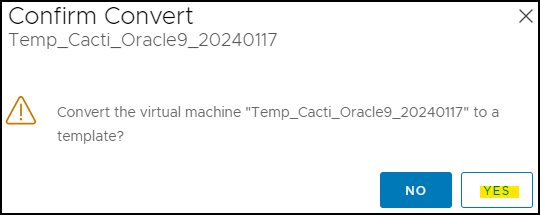 Confirm Convert
Temp_Cacti_Oracle9_20240117
Convert the virtual machine "Temp_Cacti_Oracle9_20240117" to a
template?
NO YES